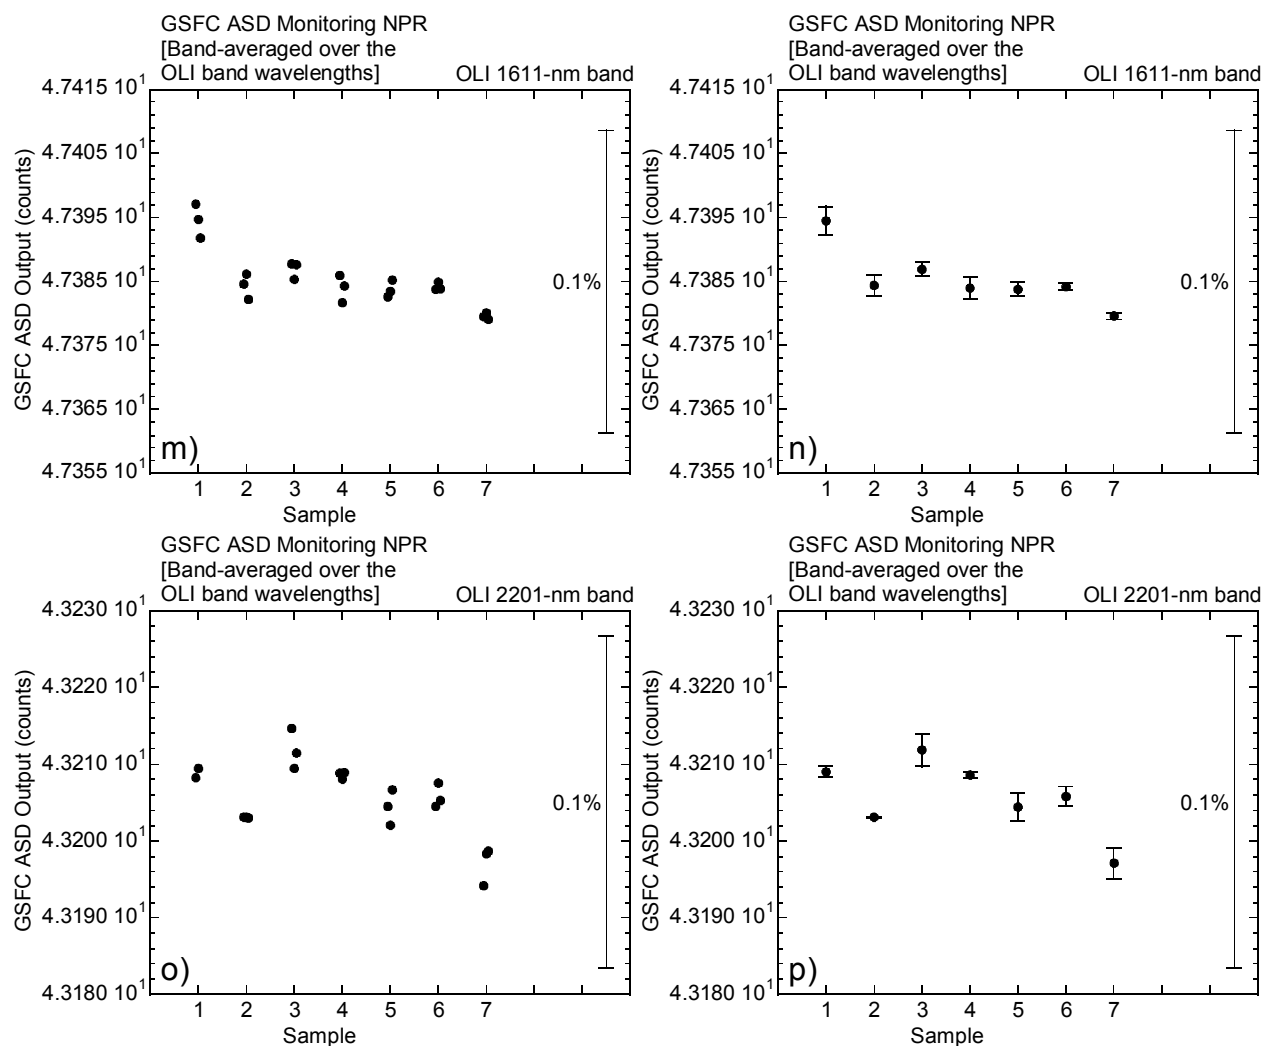 GSFC ASD Monitoring NPR
[Band-averaged over the
OLI band wavelengths]
OLI 1611-nm band
4.7415 10¹
4.7405 10¹
4.7395 10¹
4.7385 10¹
4.7375 10¹
4.7365 10¹
4.7355 10¹
GSFC ASD Output (counts)
0.1%
m)
1 2 3 4 5 6 7
Sample
GSFC ASD Monitoring NPR
[Band-averaged over the
OLI band wavelengths]
OLI 1611-nm band
4.7415 10¹
4.7405 10¹
4.7395 10¹
4.7385 10¹
4.7375 10¹
4.7365 10¹
4.7355 10¹
GSFC ASD Output (counts)
0.1%
n)
1 2 3 4 5 6 7
Sample
GSFC ASD Monitoring NPR
[Band-averaged over the
OLI band wavelengths]
OLI 2201-nm band
4.3230 10¹
4.3220 10¹
4.3210 10¹
4.3200 10¹
4.3190 10¹
4.3180 10¹
GSFC ASD Output (counts)
0.1%
o)
1 2 3 4 5 6 7
Sample
GSFC ASD Monitoring NPR
[Band-averaged over the
OLI band wavelengths]
OLI 2201-nm band
4.3230 10¹
4.3220 10¹
4.3210 10¹
4.3200 10¹
4.3190 10¹
4.3180 10¹
GSFC ASD Output (counts)
0.1%
p)
1 2 3 4 5 6 7
Sample